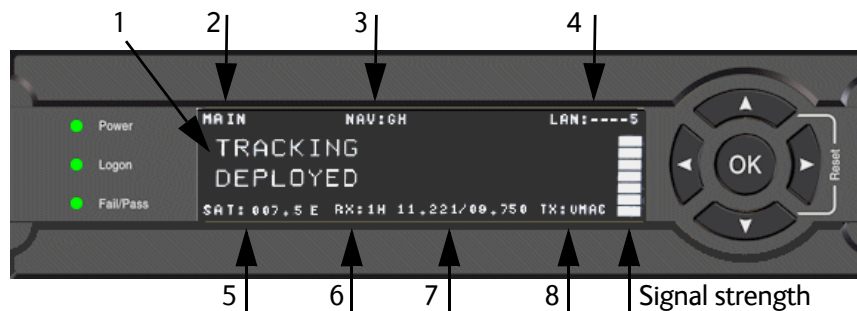 1 2 3 4
Power
Logon
Fail/Pass
MAIN NAV:GH LAN:----5
TRACKING
DEPLOYED
SAT: 007.5 E RX:1H 11.221/09.750 TX:VMAC
OK
Reset
5 6 7 8 Signal strength